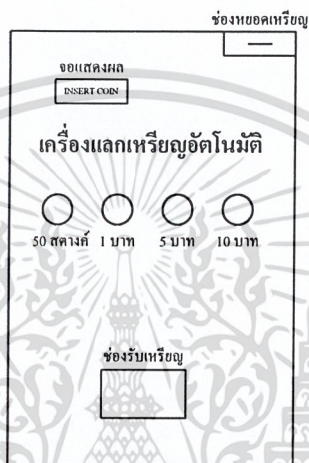 ช่องหยอดเหรียญ
จอแสดงผล
INSERT COIN
เครื่องแลกเหรียญอัตโนมัติ
50 สตางค์ 1 บาท 5 บาท 10 บาท
ช่องรับเหรียญ